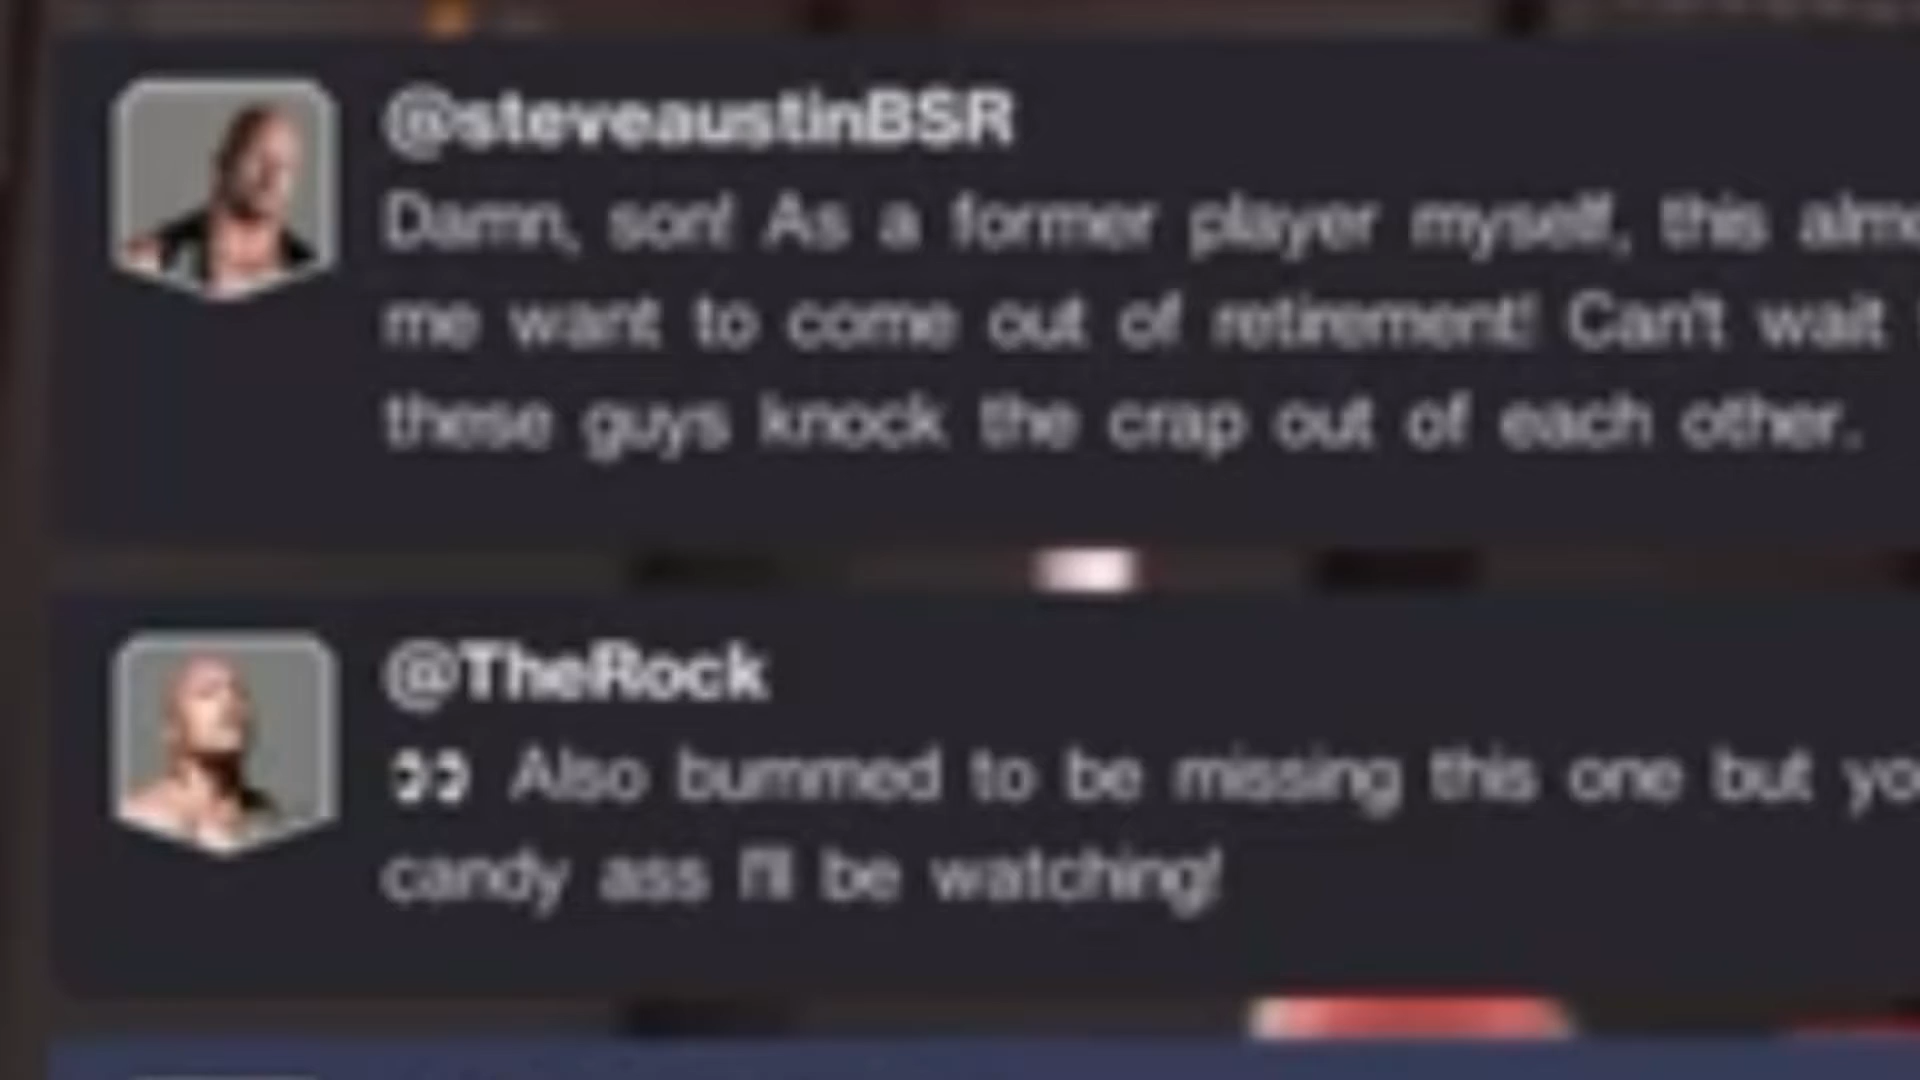 @steveaustinBSR
Damn, son! As a former player myself, this almo
me want to come out of retirement! Can't wait
these guys knock the crap out of each other.
@TheRock
👀 Also bummed to be missing this one but yo
candy ass I'll be watching!